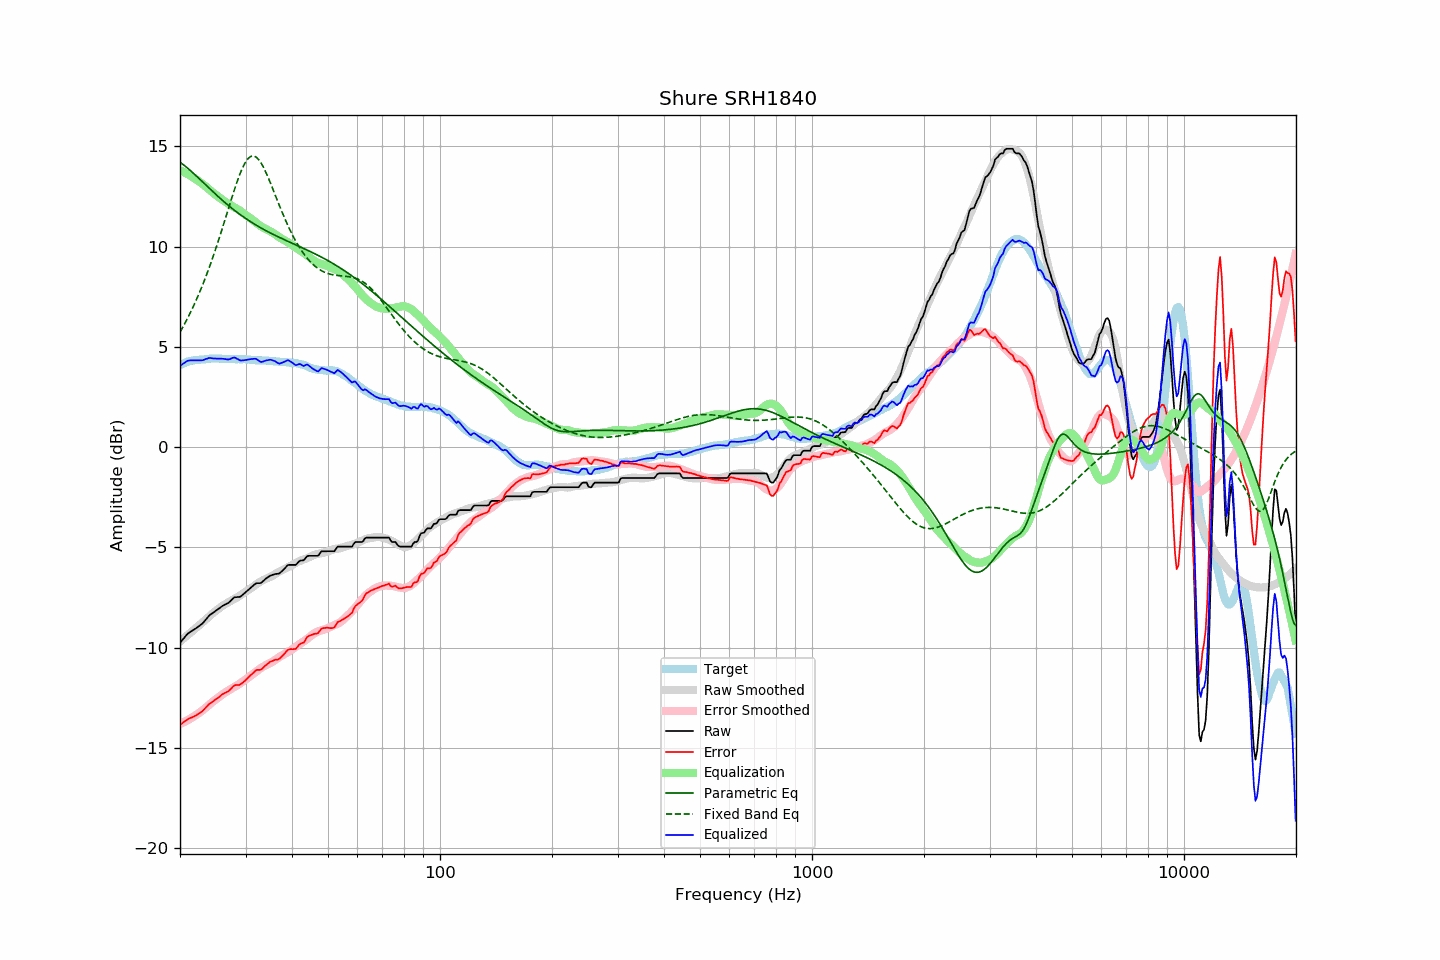 Shure SRH1840
Amplitude (dBr)
15
10
5
0
−5
−10
−15
−20
Target
Raw Smoothed
Error Smoothed
Raw
Error
Equalization
Parametric Eq
Fixed Band Eq
Equalized
100
1000
10000
Frequency (Hz)